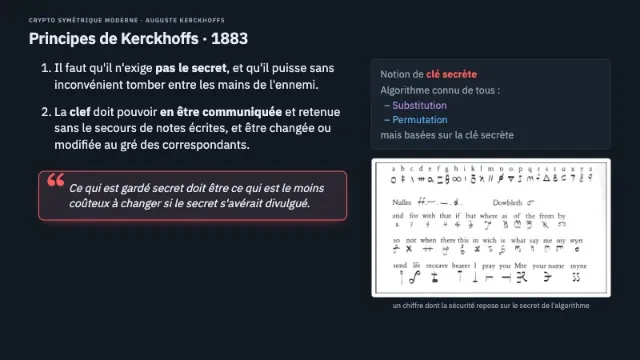 CRYPTO SYMÉTRIQUE MODERNE · AUGUSTE KERCKHOFFS
Principes de Kerckhoffs · 1883
1. Il faut qu'il n'exige pas le secret, et qu'il puisse sans
inconvénient tomber entre les mains de l'ennemi.
2. La clef doit pouvoir en être communiquée et retenue
sans le secours de notes écrites, et être changée ou
modifiée au gré des correspondants.
“ Ce qui est gardé secret doit être ce qui est le moins
coûteux à changer si le secret s'avérait divulgué.
Notion de clé secrète
Algorithme connu de tous :
– Substitution
– Permutation
mais basées sur la clé secrète
a b c d e f g h i k l m n o p q r s t u x y z
Nulles
Dowbleth
and for with that if but where as of the from by
so not when there this in wich is what say me my wyn
send lře receave bearer I pray you Mte your name myne
un chiffre dont la sécurité repose sur le secret de l'algorithme